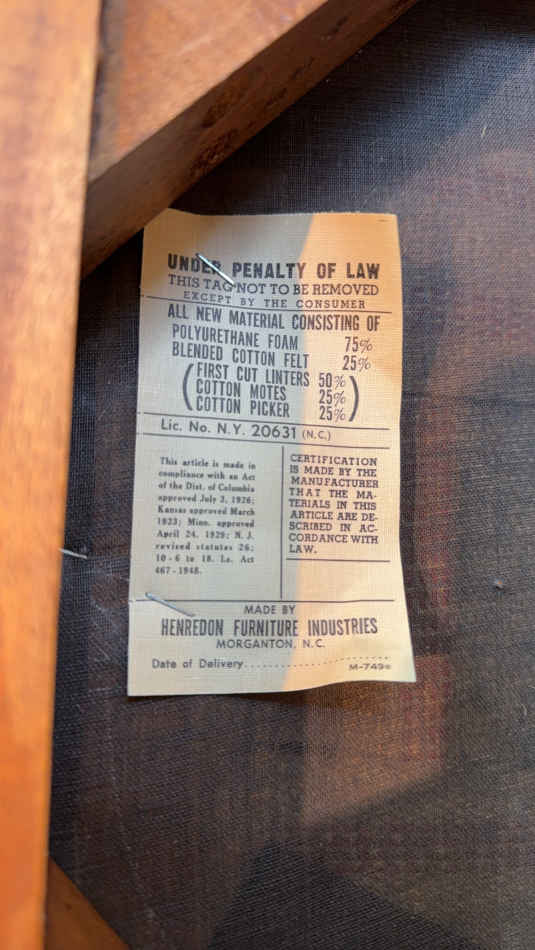 UNDER PENALTY OF LAW
THIS TAG NOT TO BE REMOVED
EXCEPT BY THE CONSUMER
ALL NEW MATERIAL CONSISTING OF
POLYURETHANE FOAM 75%
BLENDED COTTON FELT 25%
(FIRST CUT LINTERS 50%
COTTON MOTES 25%
COTTON PICKER 25%)
Lic. No. N.Y. 20631 (N.C.)
This article is made in
compliance with an Act
of the Dist. of Columbia
approved July 3, 1926;
Kansas approved March
1923; Minn. approved
April 24, 1929; N. J.
revised statutes 26;
10-6 to 18. La. Act
467-1948.
CERTIFICATION
IS MADE BY THE
MANUFACTURER
THAT THE MA-
TERIALS IN THIS
ARTICLE ARE DE-
SCRIBED IN AC-
CORDANCE WITH
LAW.
MADE BY
HENREDON FURNITURE INDUSTRIES
MORGANTON, N.C.
Date of Delivery
M-749